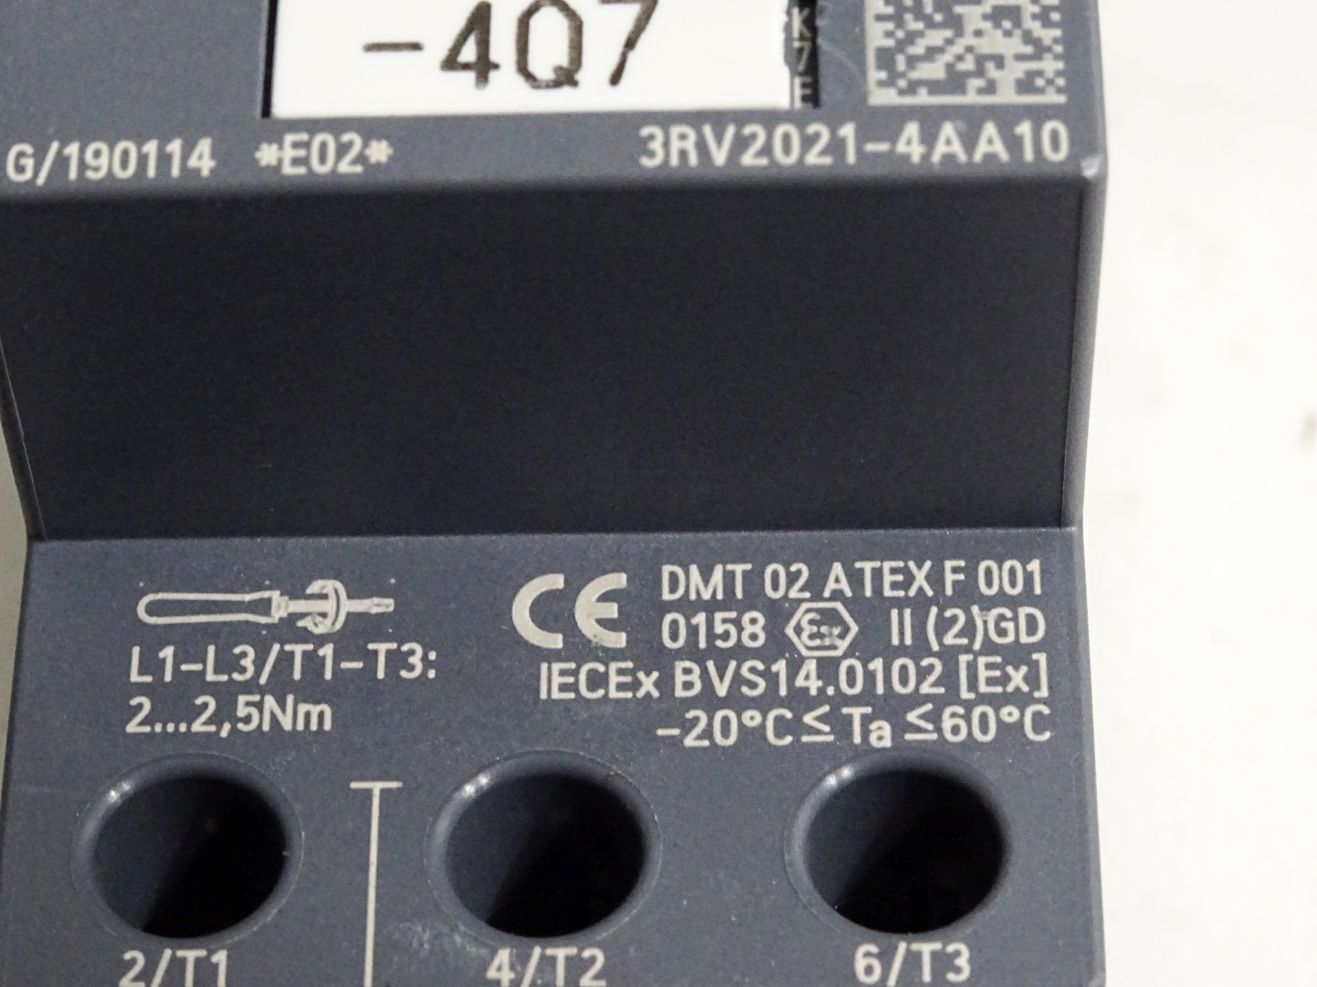 -4Q7
K
7
G/190114 *E02* 3RV2021-4AA10
CE DMT 02 ATEX F 001
0158 Ex II (2)GD
L1-L3/T1-T3:
IECEx BVS14.0102 [Ex]
2...2,5Nm
-20°C ≤ Ta ≤60°C
2/T1 4/T2 6/T3